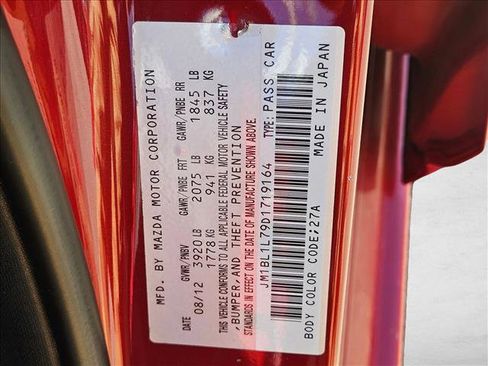 MFD. BY MAZDA MOTOR CORPORATION
DATE GVWR/PNBV GAWR/PNBE FRT GAWR/PNBE RR
08/12 3920 LB 2075 LB 1845 LB
1778 KG 941 KG 837 KG
THIS VEHICLE CONFORMS TO ALL APPLICABLE FEDERAL MOTOR VEHICLE SAFETY
,BUMPER,AND THEFT PREVENTION
STANDARDS IN EFFECT ON THE DATE OF MANUFACTURE SHOWN ABOVE.
JM1BL1L79D1719164 TYPE: PASS CAR
BODY COLOR CODE;27A MADE IN JAPAN